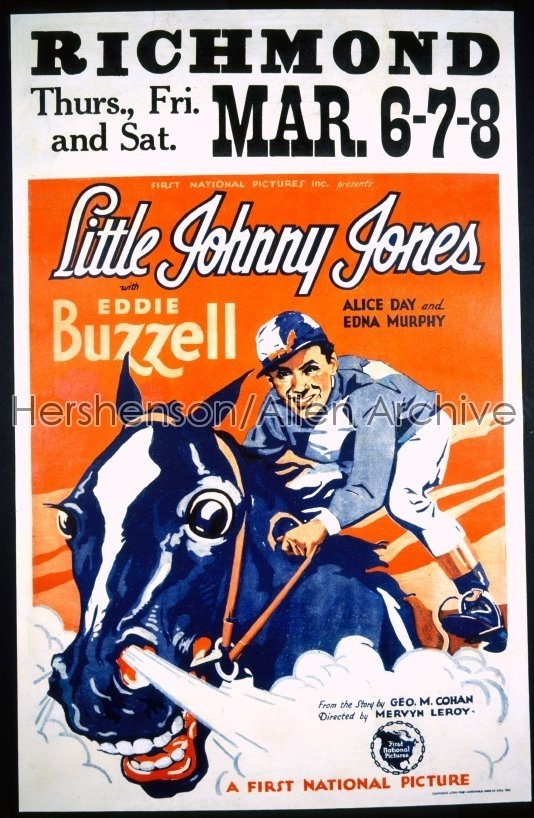 RICHMOND
Thurs., Fri.
and Sat.
MAR. 6-7-8
FIRST NATIONAL PICTURES INC. presents
Little Johnny Jones
with
EDDIE
Buzzell
ALICE DAY and
EDNA MURPHY
Hershenson/Allen Archive
From the Story by GEO. M. COHAN
Directed by MERVYN LEROY.
First
National
Pictures
A FIRST NATIONAL PICTURE